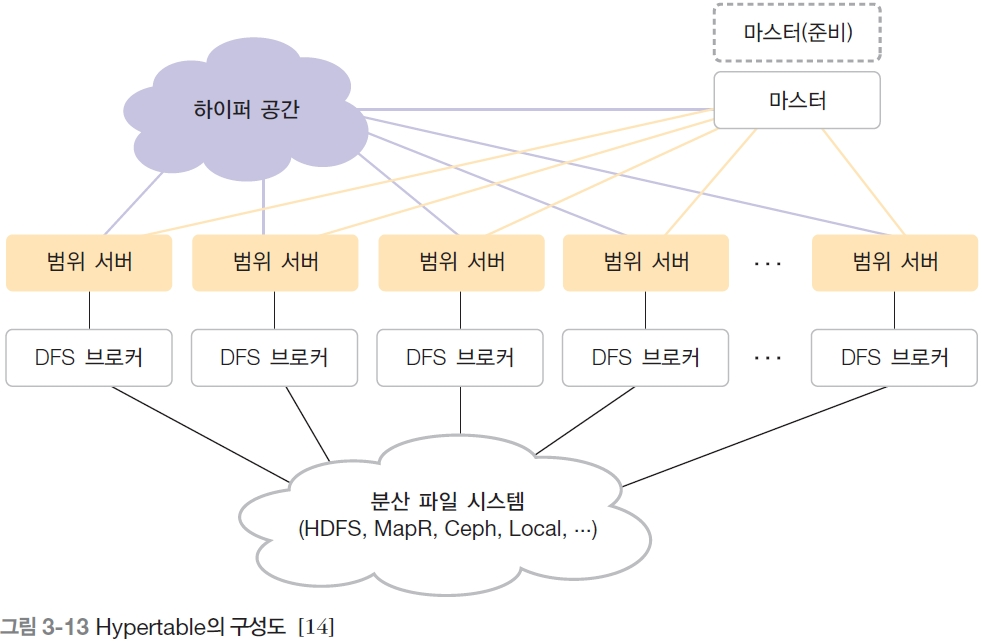 마스터(준비)
하이퍼 공간
마스터
범위 서버 범위 서버 범위 서버 범위 서버 ··· 범위 서버
DFS 브로커 DFS 브로커 DFS 브로커 DFS 브로커 ··· DFS 브로커
분산 파일 시스템
(HDFS, MapR, Ceph, Local, ···)
그림 3-13 Hypertable의 구성도 [14]